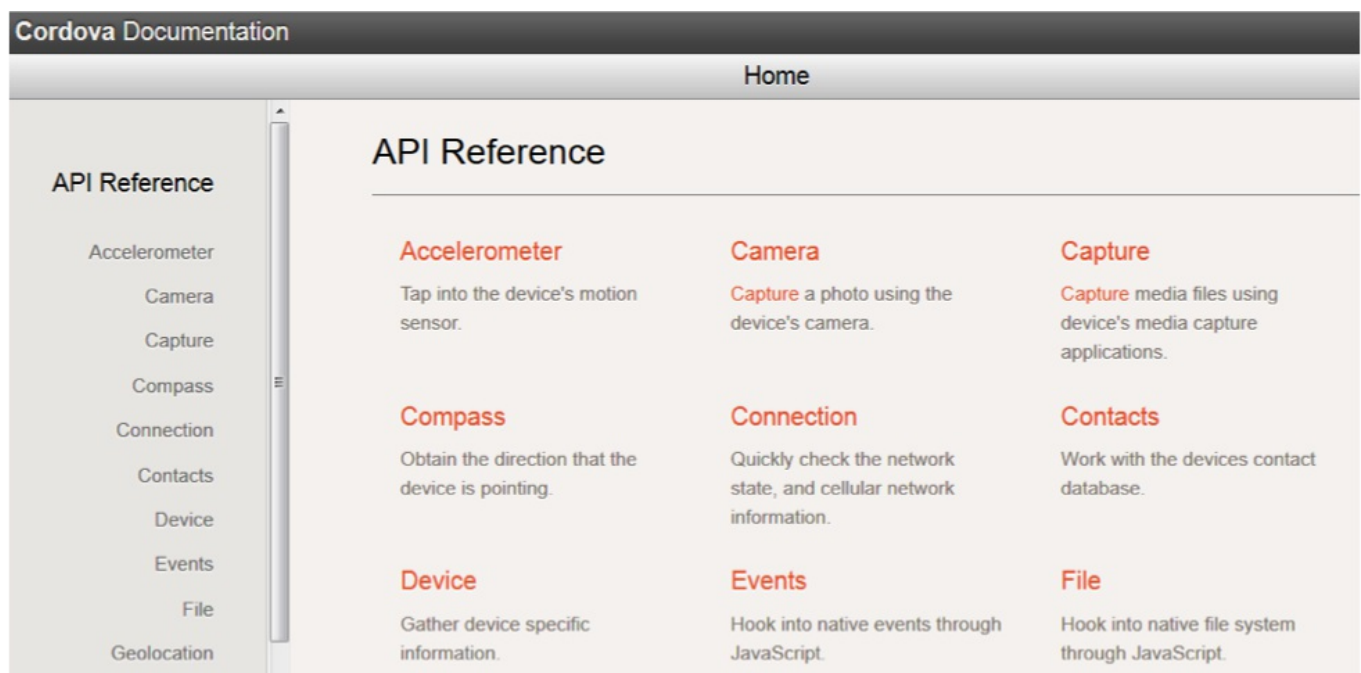 Cordova Documentation
Home
API Reference
Accelerometer
Camera
Capture
Compass
Connection
Contacts
Device
Events
File
Geolocation
API Reference
Accelerometer
Tap into the device's motion
sensor.
Camera
Capture a photo using the
device's camera.
Capture
Capture media files using
device's media capture
applications.
Compass
Obtain the direction that the
device is pointing.
Connection
Quickly check the network
state, and cellular network
information.
Contacts
Work with the devices contact
database.
Device
Gather device specific
information.
Events
Hook into native events through
JavaScript.
File
Hook into native file system
through JavaScript.